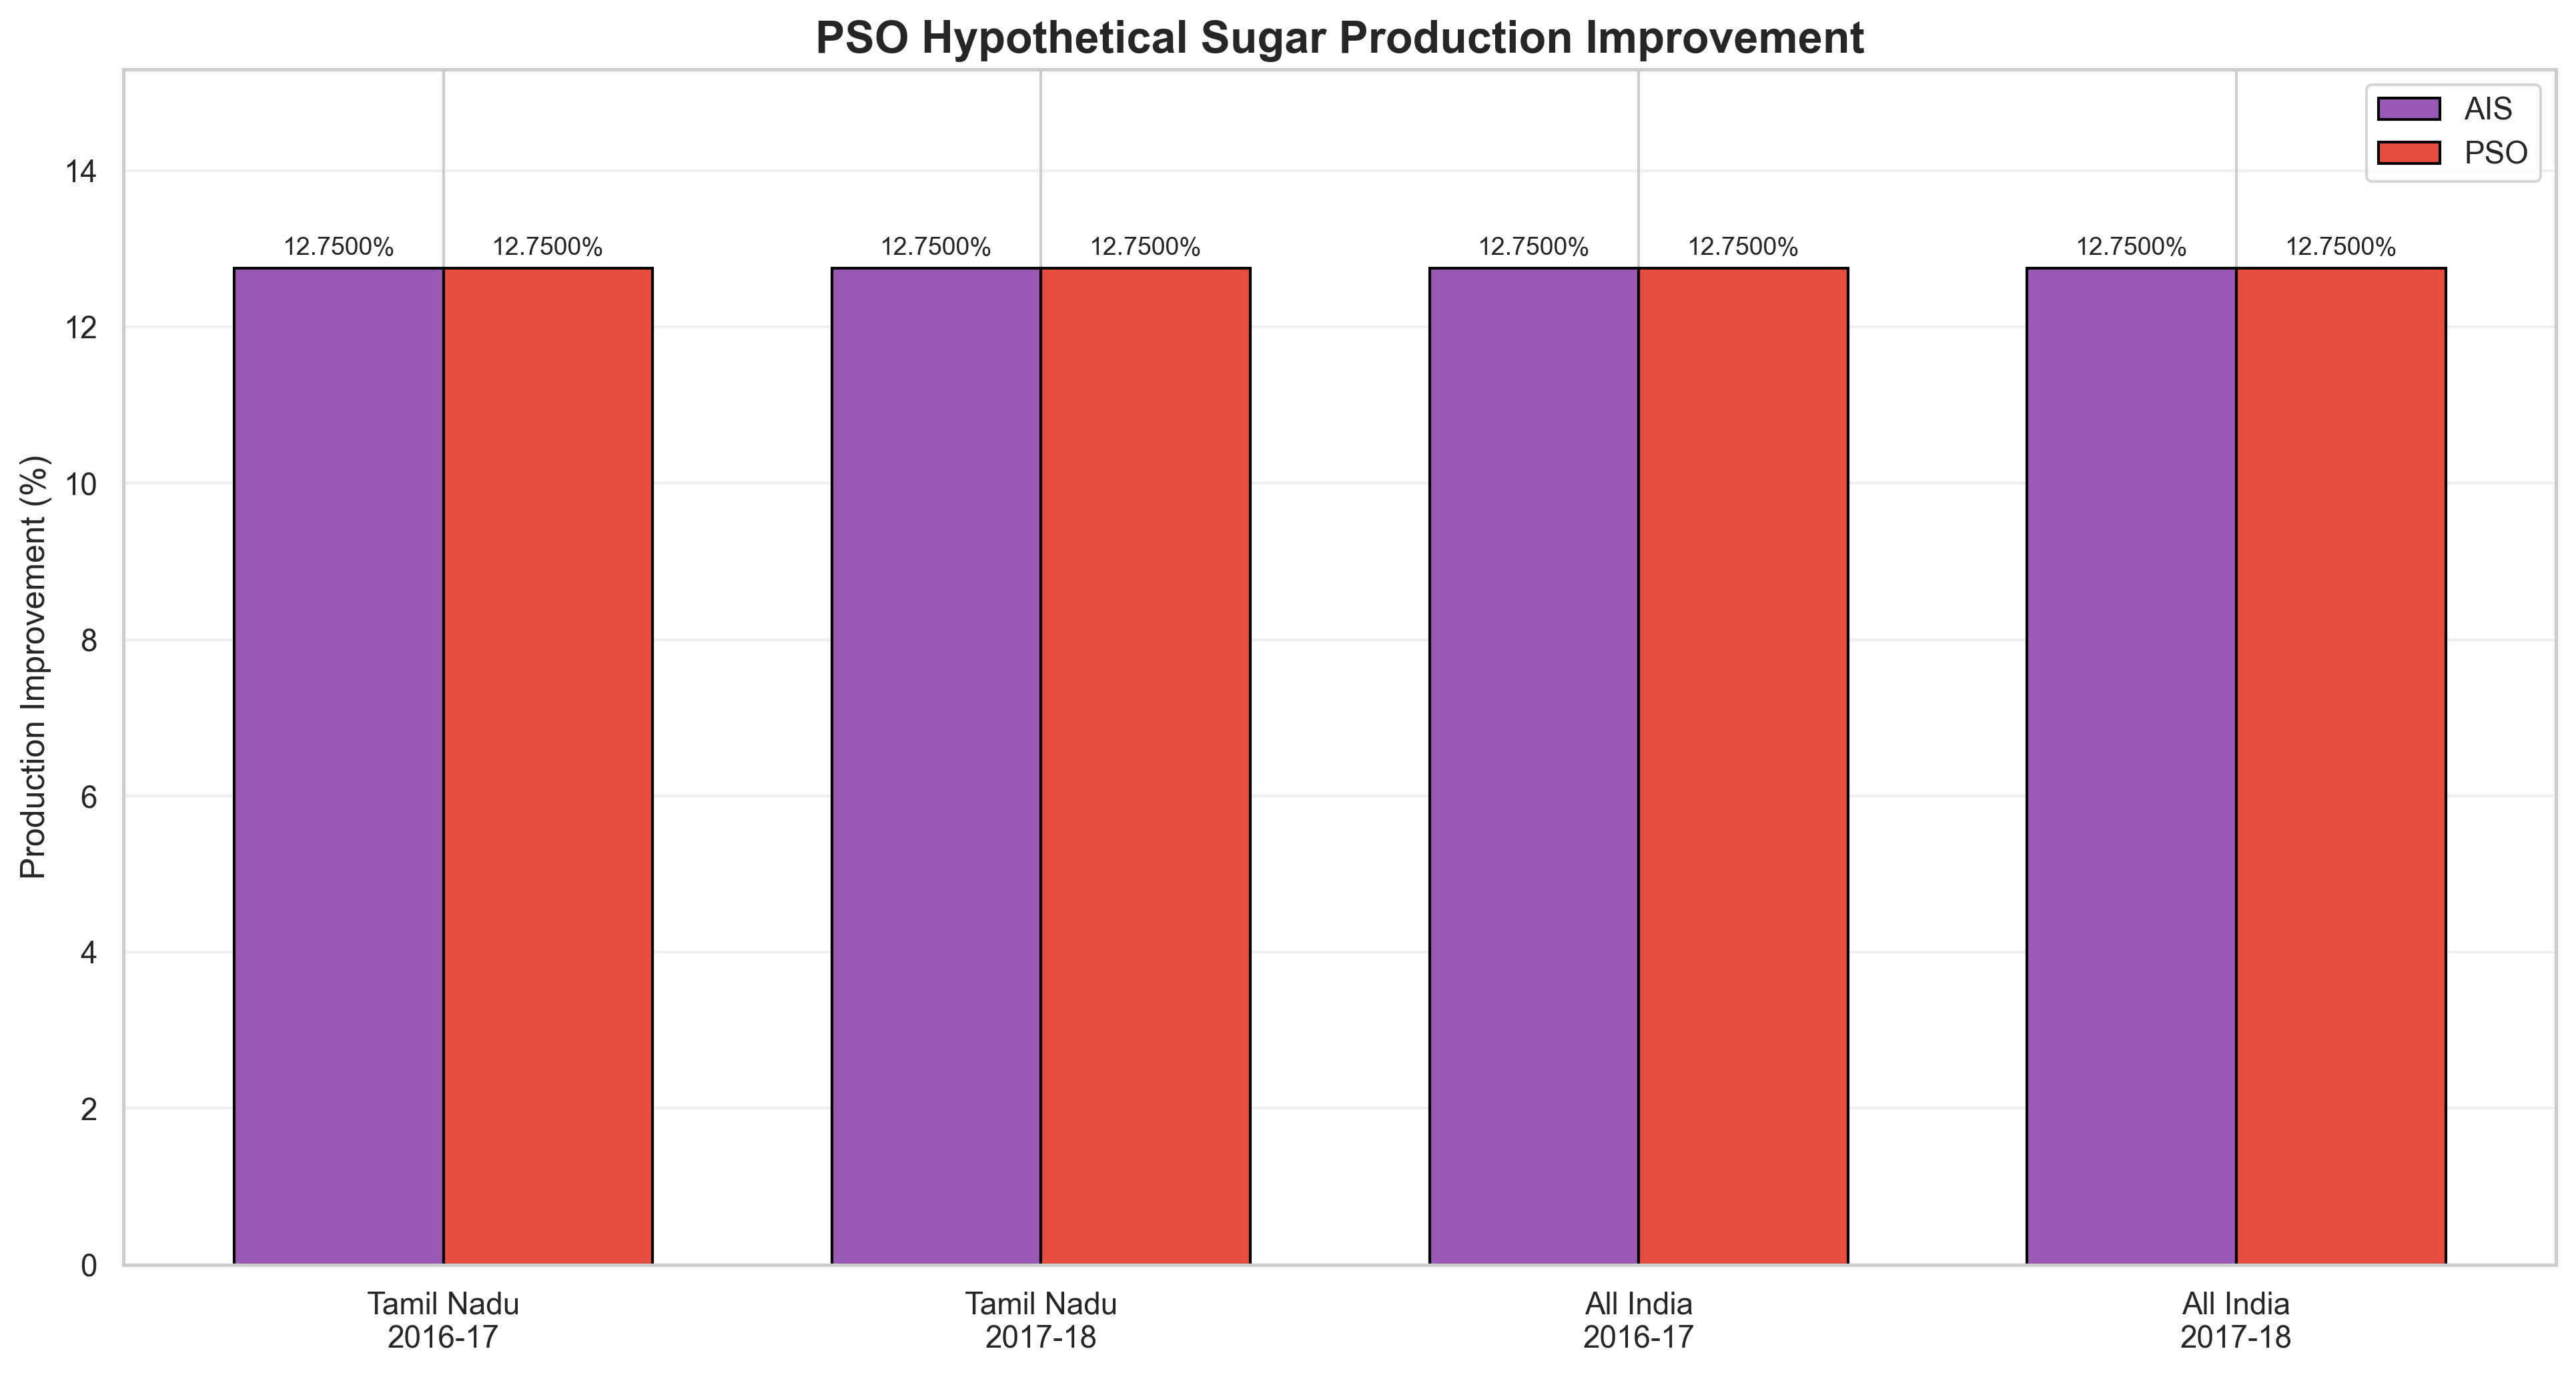 PSO Hypothetical Sugar Production Improvement
AIS
PSO
Production Improvement (%)
14
12
10
8
6
4
2
0
12.7500%
12.7500%
12.7500%
12.7500%
12.7500%
12.7500%
12.7500%
12.7500%
Tamil Nadu
2016-17
Tamil Nadu
2017-18
All India
2016-17
All India
2017-18